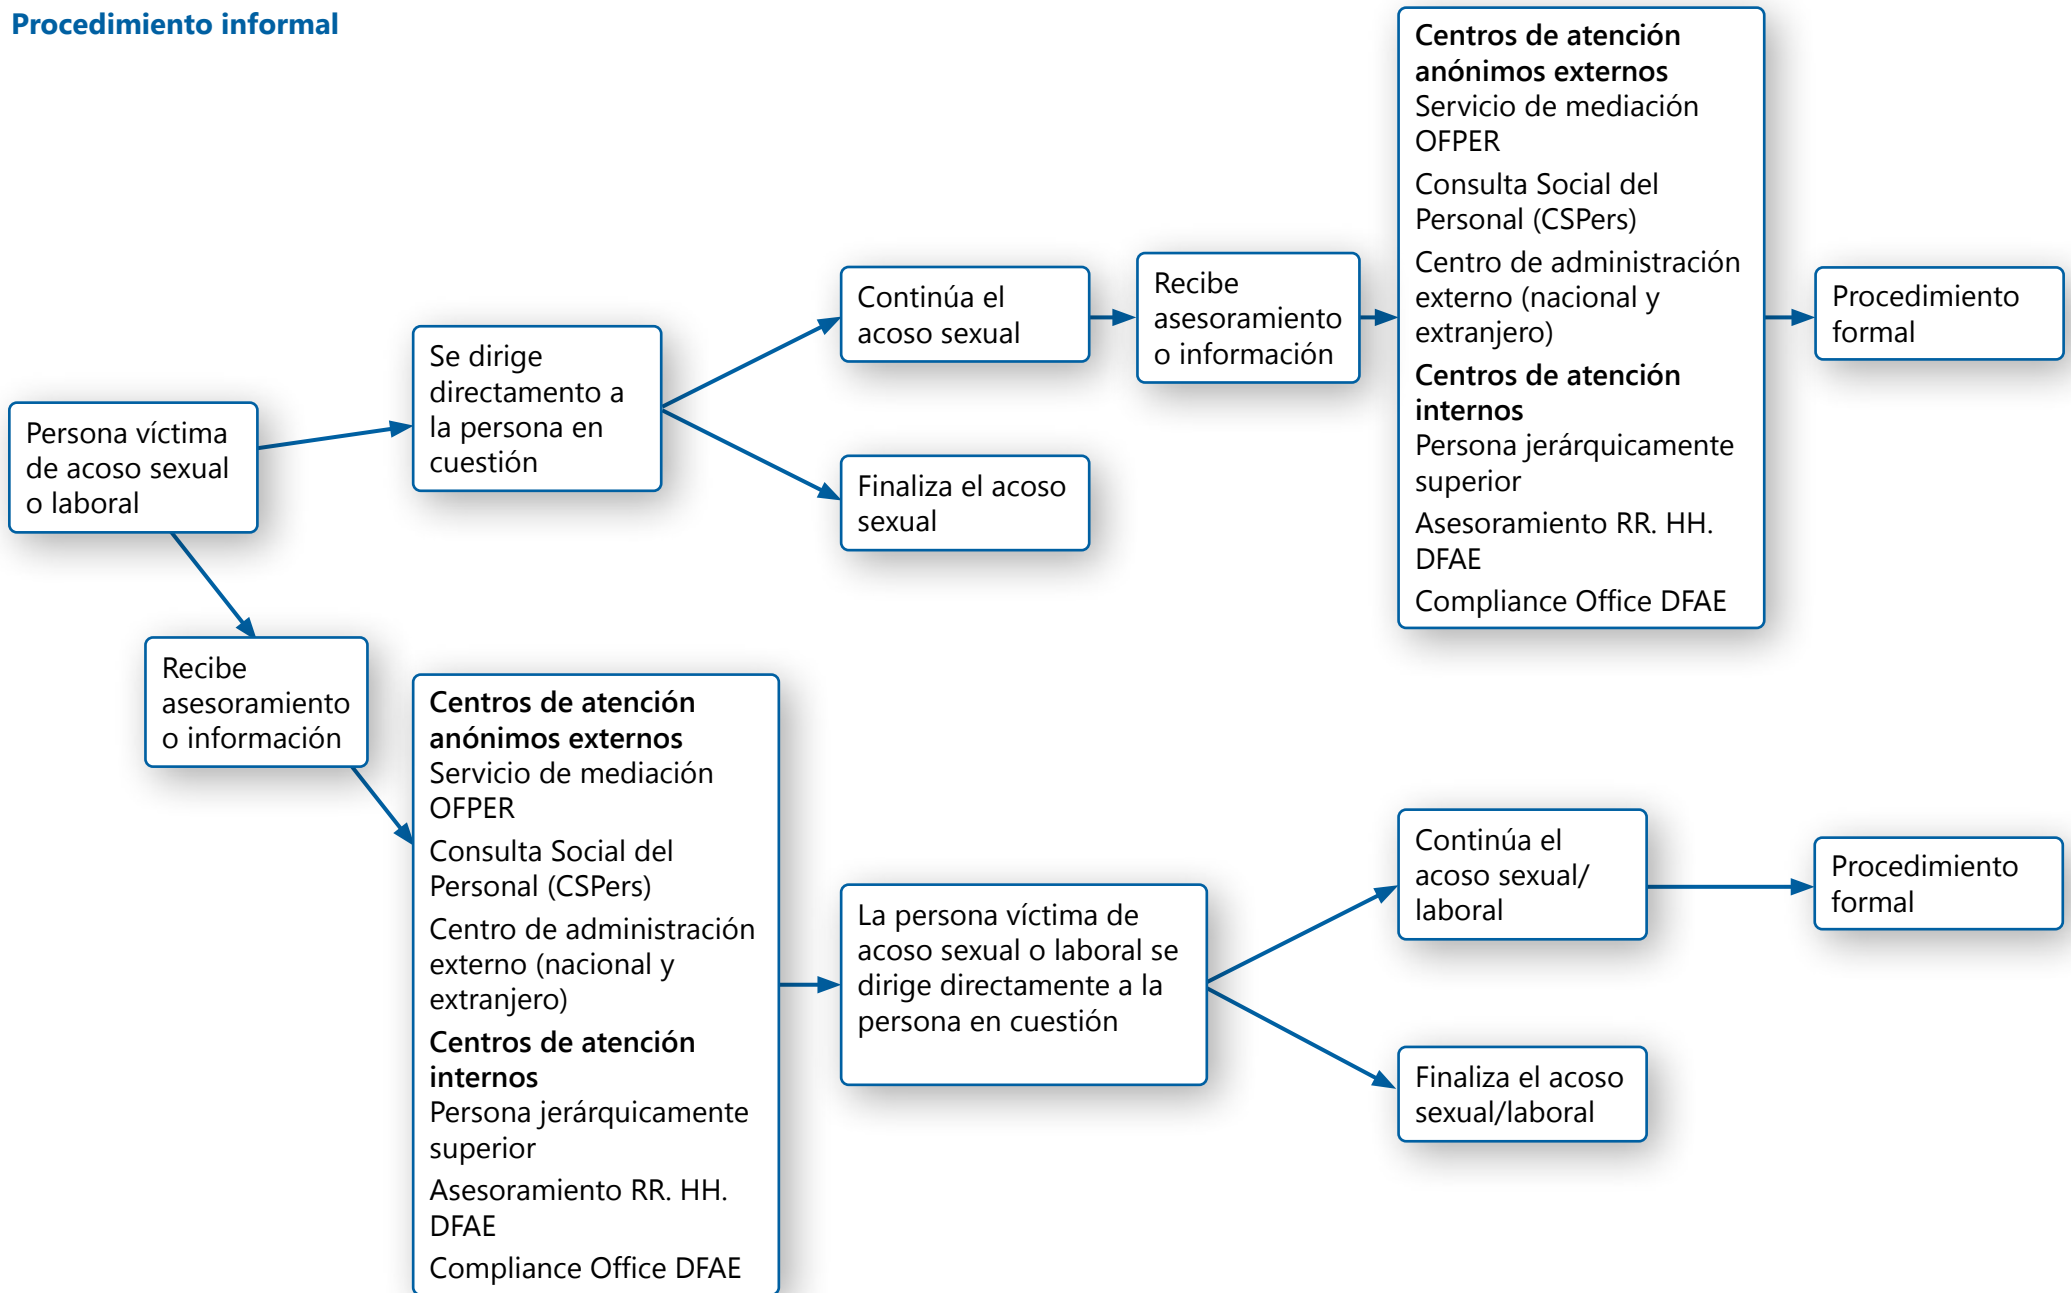 Procedimiento informal
Persona víctima
de acoso sexual
o laboral
Se dirige
directamento a
la persona en
cuestión
Continúa el
acoso sexual
Finaliza el acoso
sexual
Recibe
asesoramiento
o información
Centros de atención
anónimos externos
Servicio de mediación
OFPER
Consulta Social del
Personal (CSPers)
Centro de administración
externo (nacional y
extranjero)
Centros de atención
internos
Persona jerárquicamente
superior
Asesoramiento RR. HH.
DFAE
Compliance Office DFAE
Procedimiento
formal
Recibe
asesoramiento
o información
Centros de atención
anónimos externos
Servicio de mediación
OFPER
Consulta Social del
Personal (CSPers)
Centro de administración
externo (nacional y
extranjero)
Centros de atención
internos
Persona jerárquicamente
superior
Asesoramiento RR. HH.
DFAE
Compliance Office DFAE
La persona víctima de
acoso sexual o laboral se
dirige directamente a la
persona en cuestión
Continúa el
acoso sexual/
laboral
Finaliza el acoso
sexual/laboral
Procedimiento
formal